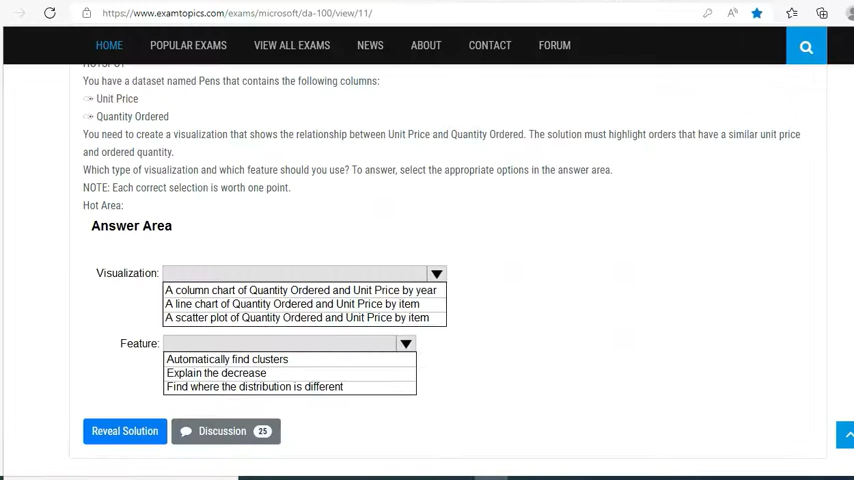 https://www.examtopics.com/exams/microsoft/da-100/view/11/
HOME POPULAR EXAMS VIEW ALL EXAMS NEWS ABOUT CONTACT FORUM
HOTSPOT
You have a dataset named Pens that contains the following columns:
Unit Price
Quantity Ordered
You need to create a visualization that shows the relationship between Unit Price and Quantity Ordered. The solution must highlight orders that have a similar unit price
and ordered quantity.
Which type of visualization and which feature should you use? To answer, select the appropriate options in the answer area.
NOTE: Each correct selection is worth one point.
Hot Area:
Answer Area
Visualization:
A column chart of Quantity Ordered and Unit Price by year
A line chart of Quantity Ordered and Unit Price by item
A scatter plot of Quantity Ordered and Unit Price by item
Feature:
Automatically find clusters
Explain the decrease
Find where the distribution is different
Reveal Solution Discussion 25